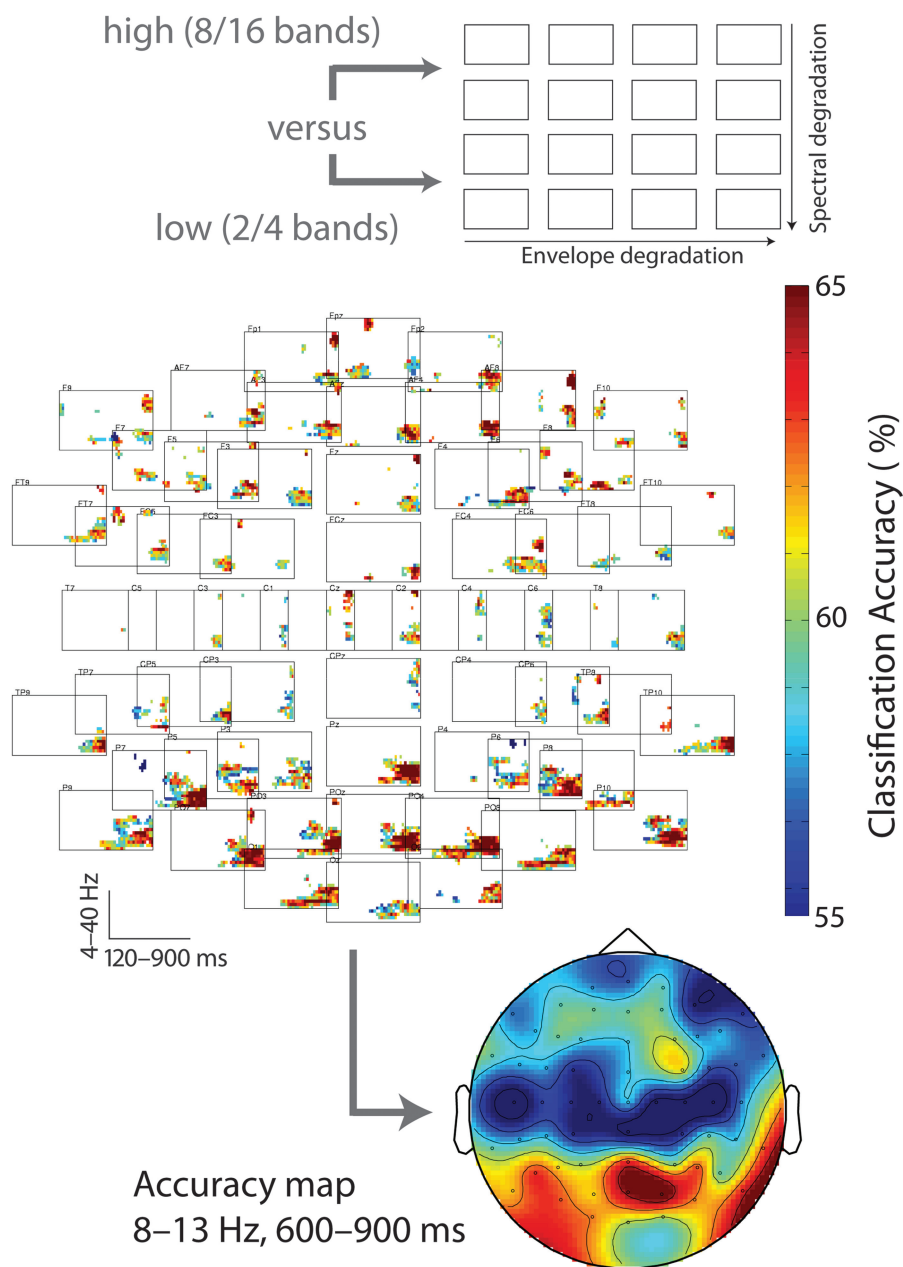 high (8/16 bands)
versus
low (2/4 bands)
Spectral degradation
Envelope degradation
65
60
55
Classification Accuracy ( %)
Fpz
Fp1
Fp2
AF7
AF8
AF3
AF4
F9
F10
F7
F5
F3
Fz
F4
F6
F8
FT9
FT10
FT7
FC3
FCz
FC4
FC6
FT8
T7
C5
C3
C1
Cz
C2
C4
C6
T8
TP7
CP5
CP3
CPz
CP4
CP6
TP8
TP9
TP10
P7
P5
P3
Pz
P4
P6
P8
P9
P10
PO7
PO3
POz
PO4
PO8
O1
Oz
4–40 Hz
120–900 ms
Accuracy map
8–13 Hz, 600–900 ms